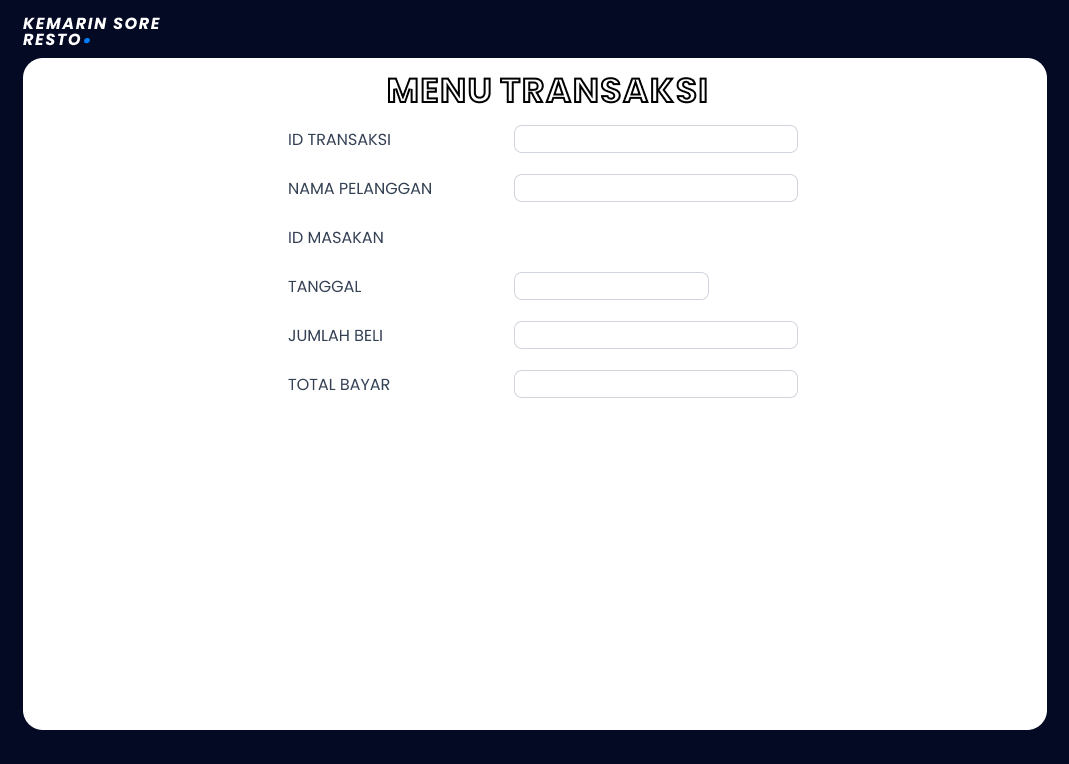 KEMARIN SORE
RESTO
MENU TRANSAKSI
ID TRANSAKSI
NAMA PELANGGAN
ID MASAKAN
TANGGAL
JUMLAH BELI
TOTAL BAYAR